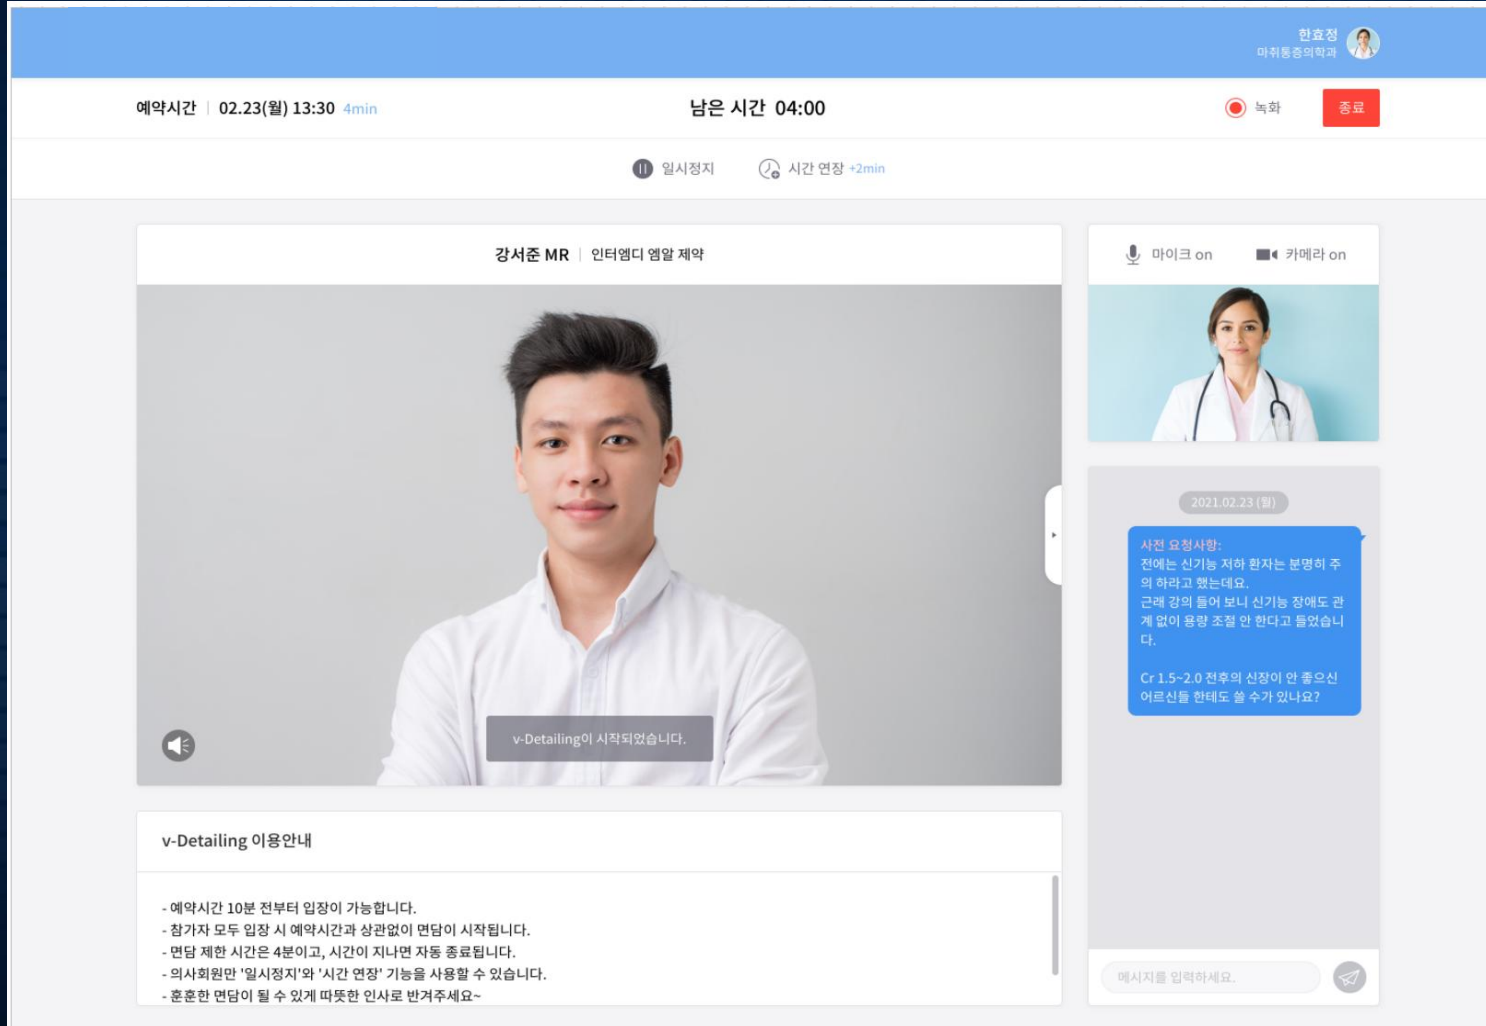 한효정
마취통증의학과
예약시간 | 02.23(월) 13:30 4min
남은 시간 04:00
녹화
종료
일시정지
시간 연장 +2min
강서준 MR | 인터엠디 엠알 제약
v-Detailing이 시작되었습니다.
마이크 on
카메라 on
2021.02.23 (월)
사전 요청사항:
전에는 신기능 저하 환자는 분명히 주
의 하라고 했는데요.
근래 강의 들어 보니 신기능 장애도 관
계 없이 용량 조절 안 한다고 들었습니
다.
Cr 1.5~2.0 전후의 신장이 안 좋으신
어르신들 한테도 쓸 수가 있나요?
메시지를 입력하세요.
v-Detailing 이용안내
- 예약시간 10분 전부터 입장이 가능합니다.
- 참가자 모두 입장 시 예약시간과 상관없이 면담이 시작됩니다.
- 면담 제한 시간은 4분이고, 시간이 지나면 자동 종료됩니다.
- 의사회원만 '일시정지'와 '시간 연장' 기능을 사용할 수 있습니다.
- 훈훈한 면담이 될 수 있게 따뜻한 인사로 반겨주세요~